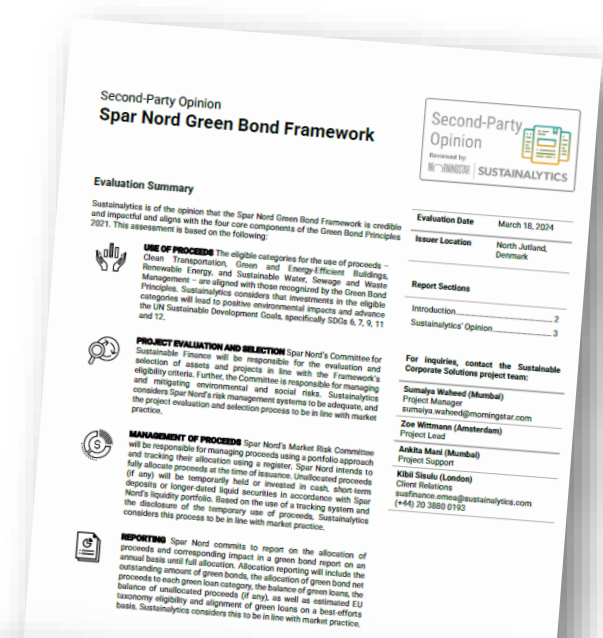 Second-Party Opinion
Spar Nord Green Bond Framework
Second-Party
Opinion
Reviewed by
MORNINGSTAR | SUSTAINALYTICS
Evaluation Summary
Sustainalytics is of the opinion that the Spar Nord Green Bond Framework is credible
and impactful and aligns with the four core components of the Green Bond Principles
2021. This assessment is based on the following:
USE OF PROCEEDS The eligible categories for the use of proceeds –
Clean Transportation, Green and Energy-Efficient Buildings,
Renewable Energy, and Sustainable Water, Sewage and Waste
Management – are aligned with those recognized by the Green Bond
Principles. Sustainalytics considers that investments in the eligible
categories will lead to positive environmental impacts and advance
the UN Sustainable Development Goals, specifically SDGs 6, 7, 9, 11
and 12.
PROJECT EVALUATION AND SELECTION Spar Nord's Committee for
Sustainable Finance will be responsible for the evaluation and
selection of assets and projects in line with the Framework's
eligibility criteria. Further, the Committee is responsible for managing
and mitigating environmental and social risks. Sustainalytics
considers Spar Nord's risk management systems to be adequate, and
the project evaluation and selection process to be in line with market
practice.
MANAGEMENT OF PROCEEDS Spar Nord's Market Risk Committee
will be responsible for managing proceeds using a portfolio approach
and tracking their allocation using a register. Spar Nord intends to
fully allocate proceeds at the time of issuance. Unallocated proceeds
(if any) will be temporarily held or invested in cash, short-term
deposits or longer-dated liquid securities in accordance with Spar
Nord's liquidity portfolio. Based on the use of a tracking system and
the disclosure of the temporary use of proceeds, Sustainalytics
considers this process to be in line with market practice.
REPORTING Spar Nord commits to report on the allocation of
proceeds and corresponding impact in a green bond report on an
annual basis until full allocation. Allocation reporting will include the
outstanding amount of green bonds, the allocation of green bond net
proceeds to each green loan category, the balance of green loans, the
balance of unallocated proceeds (if any), as well as estimated EU
taxonomy eligibility and alignment of green loans on a best-efforts
basis. Sustainalytics considers this to be in line with market practice.
Evaluation Date March 18, 2024
Issuer Location North Jutland,
Denmark
Report Sections
Introduction 2
Sustainalytics' Opinion 3
For inquiries, contact the Sustainable
Corporate Solutions project team:
Sumaiya Waheed (Mumbai)
Project Manager
sumaiya.waheed@morningstar.com
Zoe Wittmann (Amsterdam)
Project Lead
Ankita Mani (Mumbai)
Project Support
Kibii Sisulu (London)
Client Relations
susfinance.emea@sustainalytics.com
(+44) 20 3880 0193